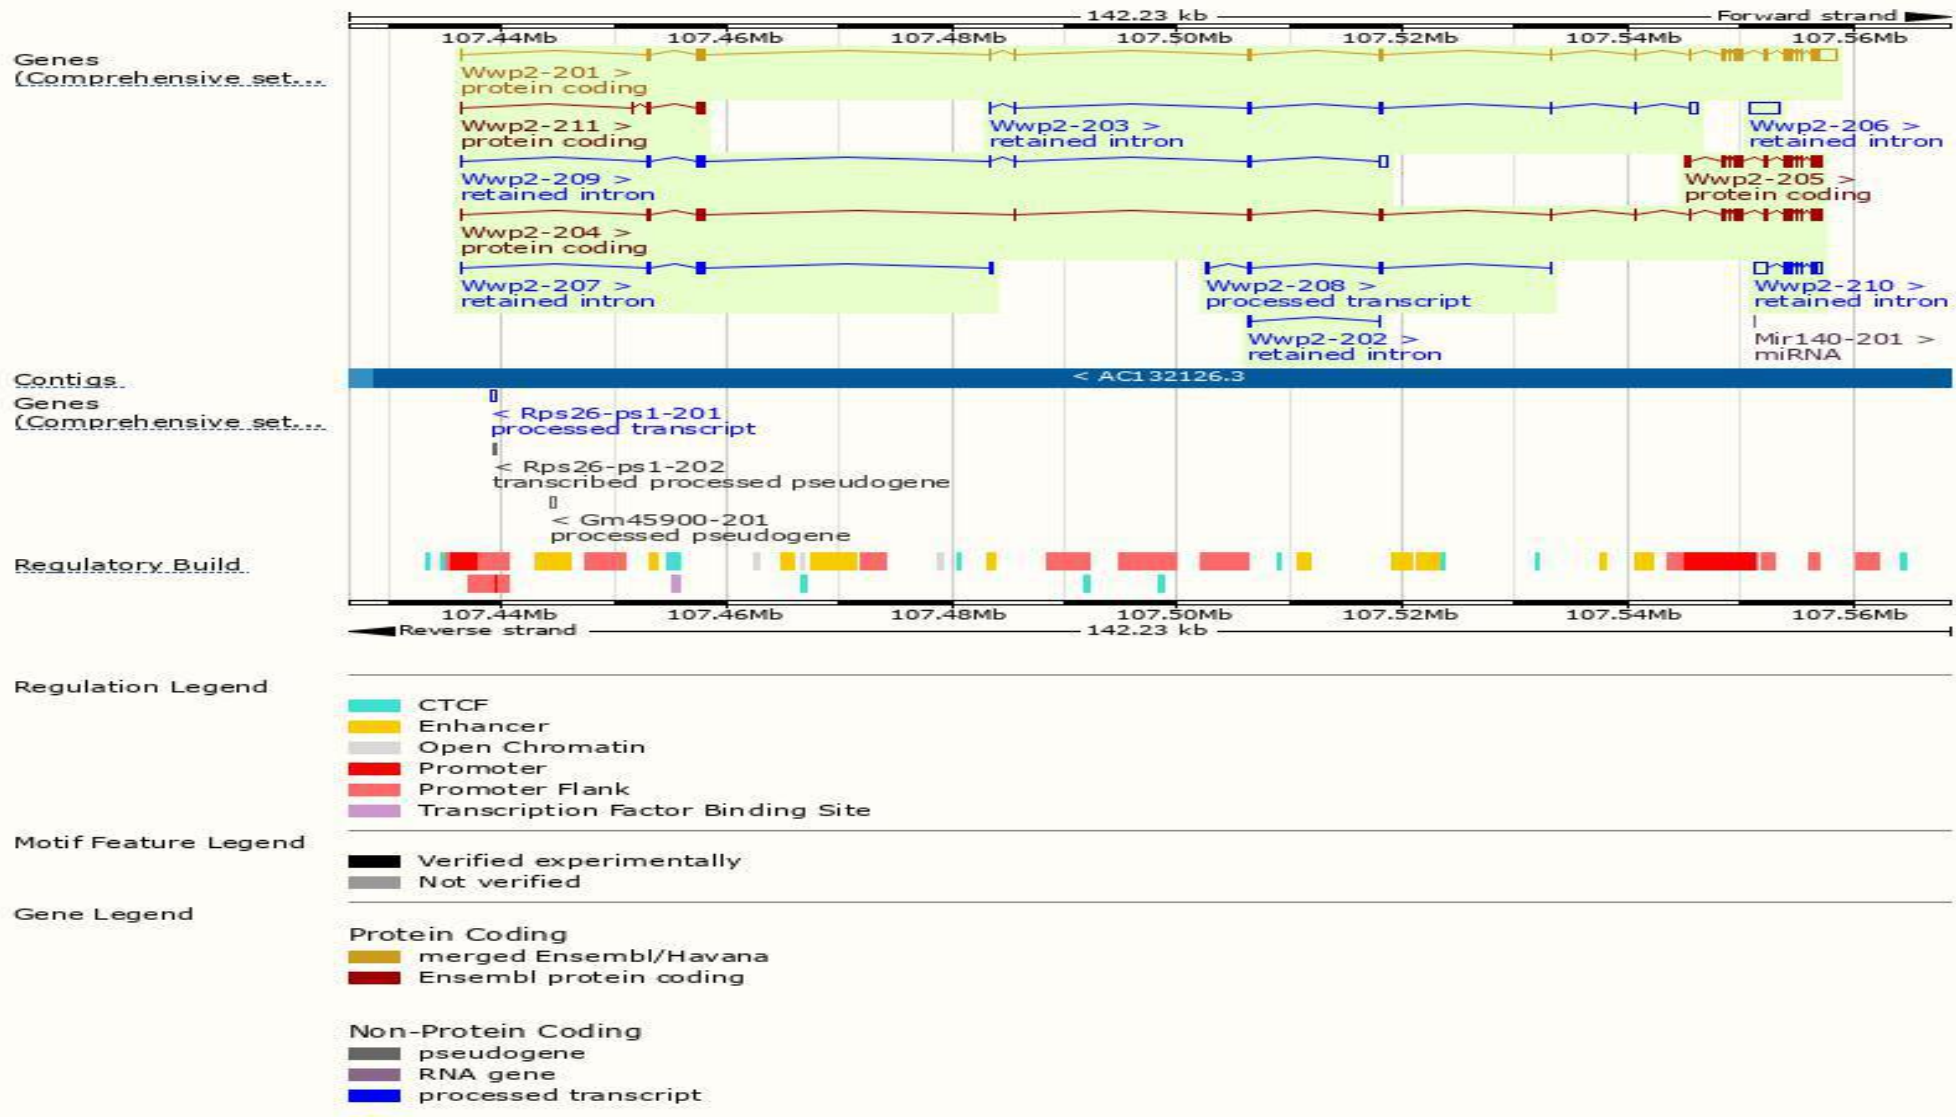 142.23 kb Forward strand
107.44Mb 107.46Mb 107.48Mb 107.50Mb 107.52Mb 107.54Mb 107.56Mb
Genes
(Comprehensive set...
Wwp2-201 >
protein coding
Wwp2-211 > Wwp2-203 > Wwp2-206 >
protein coding retained intron retained intron
Wwp2-209 > Wwp2-205 >
retained intron protein coding
Wwp2-204 >
protein coding
Wwp2-207 > Wwp2-208 > Wwp2-210 >
retained intron processed transcript retained intron
Wwp2-202 > Mir140-201 >
retained intron miRNA
Contigs < AC132126.3
Genes
(Comprehensive set...
< Rps26-ps1-201
processed transcript
< Rps26-ps1-202
transcribed processed pseudogene
< Gm45900-201
processed pseudogene
Regulatory Build
107.44Mb 107.46Mb 107.48Mb 107.50Mb 107.52Mb 107.54Mb 107.56Mb
Reverse strand 142.23 kb
Regulation Legend
CTCF
Enhancer
Open Chromatin
Promoter
Promoter Flank
Transcription Factor Binding Site
Motif Feature Legend
Verified experimentally
Not verified
Gene Legend
Protein Coding
merged Ensembl/Havana
Ensembl protein coding
Non-Protein Coding
pseudogene
RNA gene
processed transcript